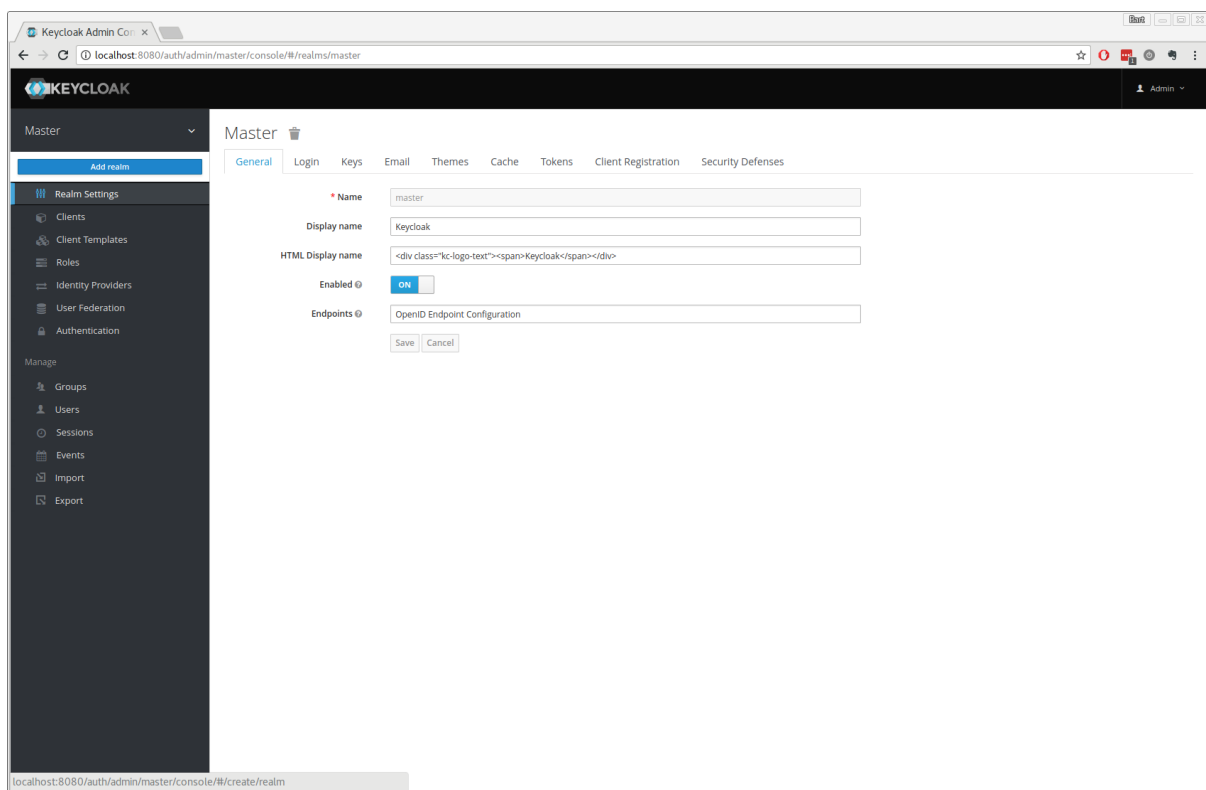 Keycloak Admin Con
localhost:8080/auth/admin/master/console/#/realms/master
KEYCLOAK
Admin
Master
Add realm
Realm Settings
Clients
Client Templates
Roles
Identity Providers
User Federation
Authentication
Manage
Groups
Users
Sessions
Events
Import
Export
Master
General Login Keys Email Themes Cache Tokens Client Registration Security Defenses
* Name master
Display name Keycloak
HTML Display name <div class="kc-logo-text"><span>Keycloak</span></div>
Enabled ON
Endpoints OpenID Endpoint Configuration
Save Cancel
localhost:8080/auth/admin/master/console/#/create/realm